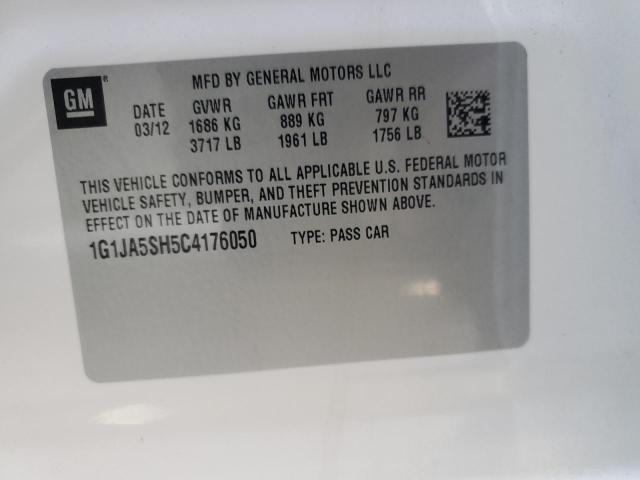 MFD BY GENERAL MOTORS LLC
GM®
DATE GVWR GAWR FRT GAWR RR
03/12 1686 KG 889 KG 797 KG
3717 LB 1961 LB 1756 LB
THIS VEHICLE CONFORMS TO ALL APPLICABLE U.S. FEDERAL MOTOR
VEHICLE SAFETY, BUMPER, AND THEFT PREVENTION STANDARDS IN
EFFECT ON THE DATE OF MANUFACTURE SHOWN ABOVE.
1G1JA5SH5C4176050 TYPE: PASS CAR